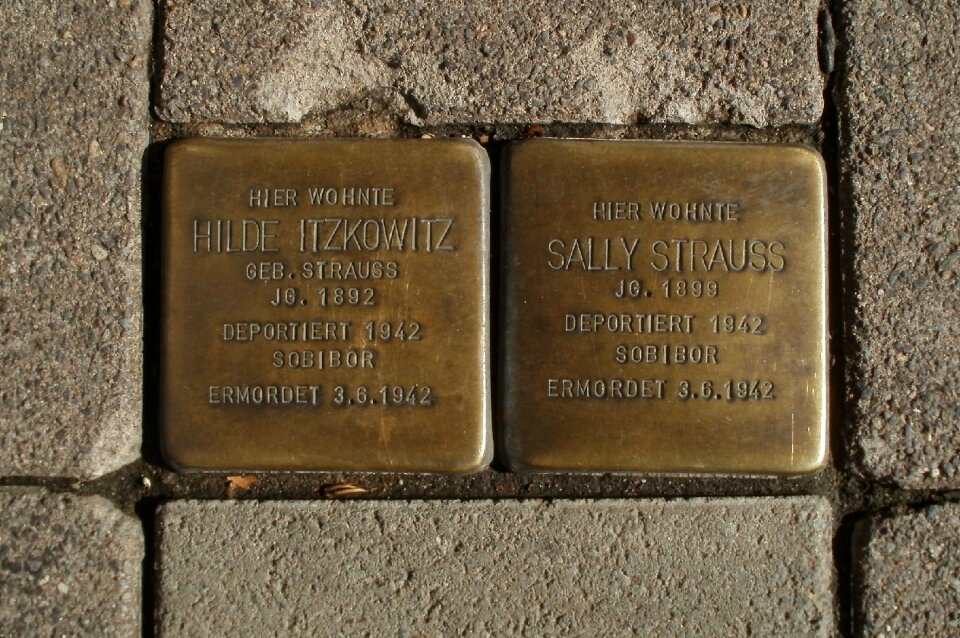 HIER WOHNTE
HILDE ITZKOWITZ
GEB. STRAUSS
JG. 1892
DEPORTIERT 1942
SOBIBOR
ERMORDET 3.6.1942
HIER WOHNTE
SALLY STRAUSS
JG. 1899
DEPORTIERT 1942
SOBIBOR
ERMORDET 3.6.1942